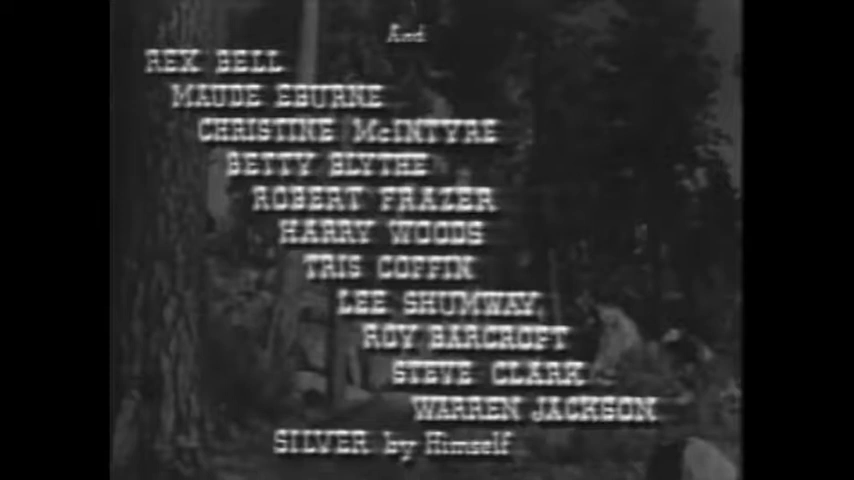 And
REX BELL
MAUDE EBURNE
CHRISTINE McINTYRE
BETTY BLYTHE
ROBERT FRAZER
HARRY WOODS
TRIS COFFIN
LEE SHUMWAY
ROY BARCROFT
STEVE CLARK
WARREN JACKSON
SILVER by Himself